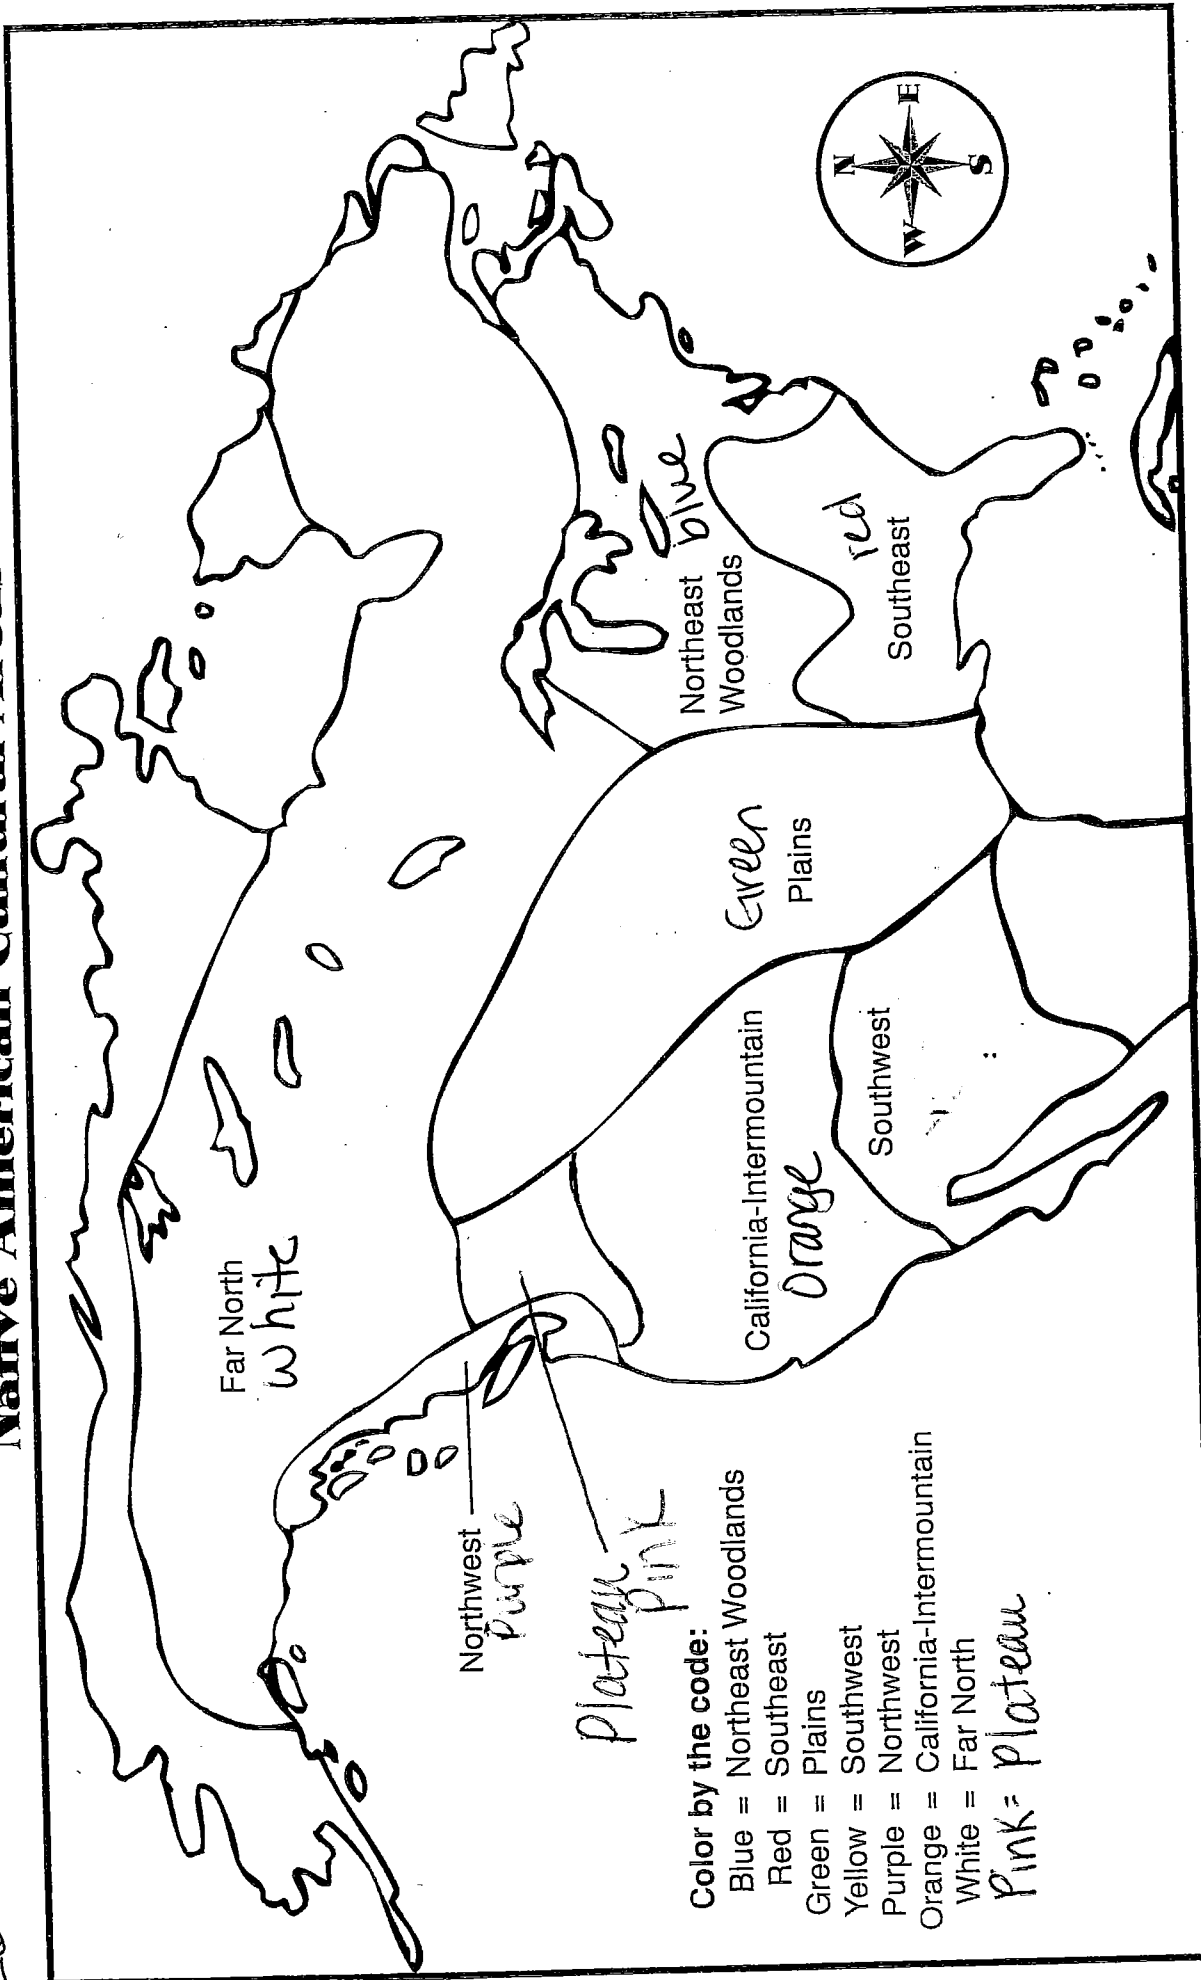 Native American Cultural Areas
Far North
White
Northwest
Purple
Plateau
Pink
California-Intermountain
Orange
Southwest
Green
Plains
Northeast
Woodlands
blue
red
Southeast
N
W
E
S
Color by the code:
Blue = Northeast Woodlands
Red = Southeast
Green = Plains
Yellow = Southwest
Purple = Northwest
Orange = California-Intermountain
White = Far North
Pink = Plateau